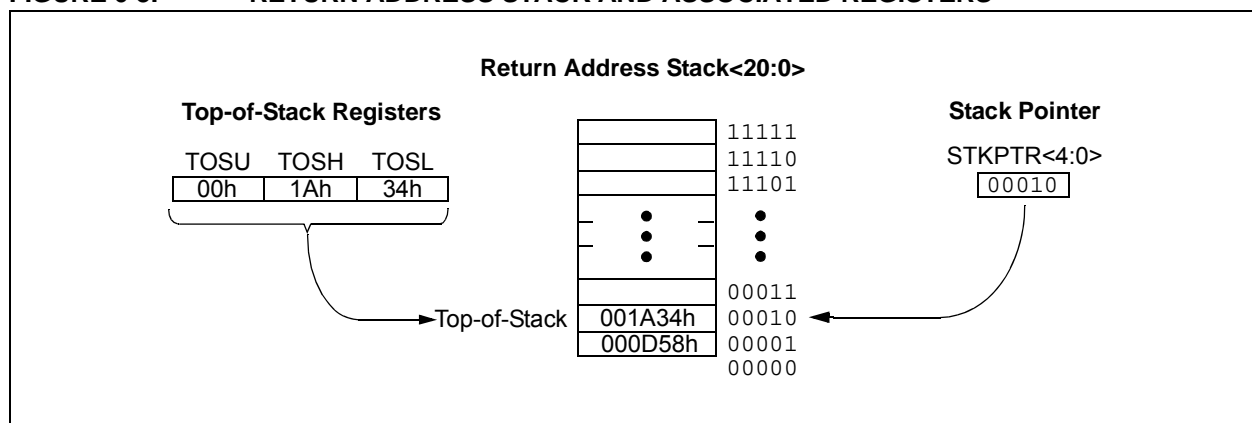 Return Address Stack<20:0>
Top-of-Stack Registers
Stack Pointer
TOSU TOSH TOSL
STKPTR<4:0>
00h 1Ah 34h
00010
11111
11110
11101
00011
Top-of-Stack 001A34h 00010
000D58h 00001
00000